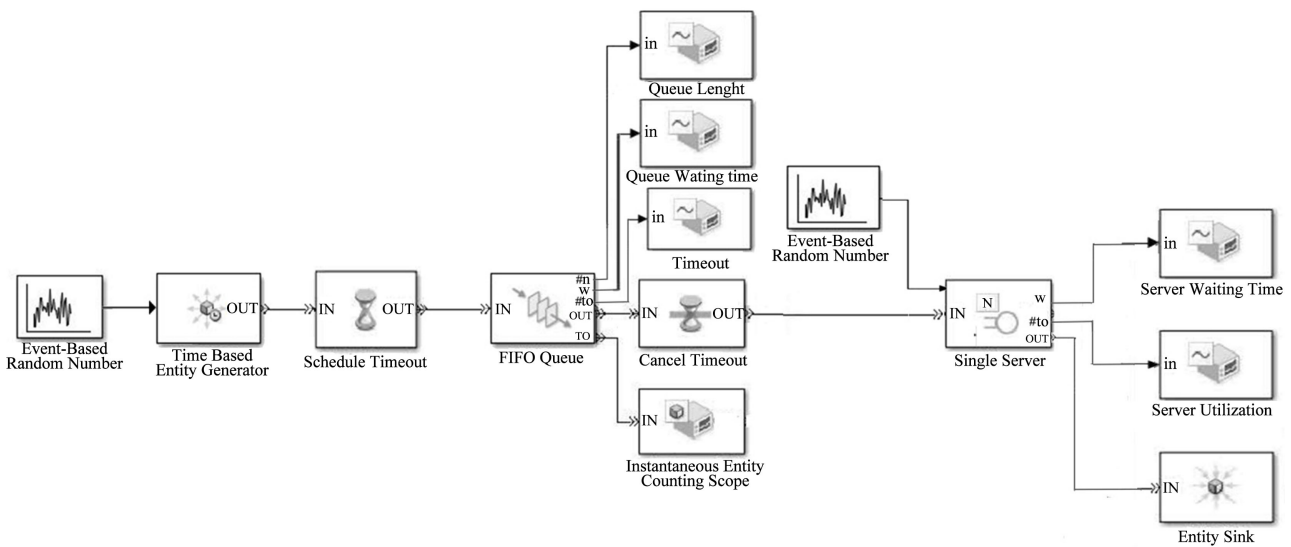 in
Queue Lenght
in
Queue Wating time
in
Timeout
Event-Based
Random Number
in
Server Waiting Time
Event-Based
Random Number
OUT
Time Based
Entity Generator
IN
OUT
Schedule Timeout
IN
#n
w
#to
OUT
TO
FIFO Queue
IN
OUT
Cancel Timeout
IN
N
w
#to
OUT
Single Server
in
Server Utilization
IN
Instantaneous Entity
Counting Scope
IN
Entity Sink